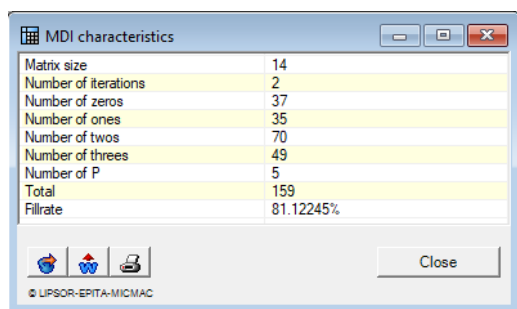 MDI characteristics
Matrix size 14
Number of iterations 2
Number of zeros 37
Number of ones 35
Number of twos 70
Number of threes 49
Number of P 5
Total 159
Fillrate 81.12245%
Close
© LIPSOR-EPITA-MICMAC